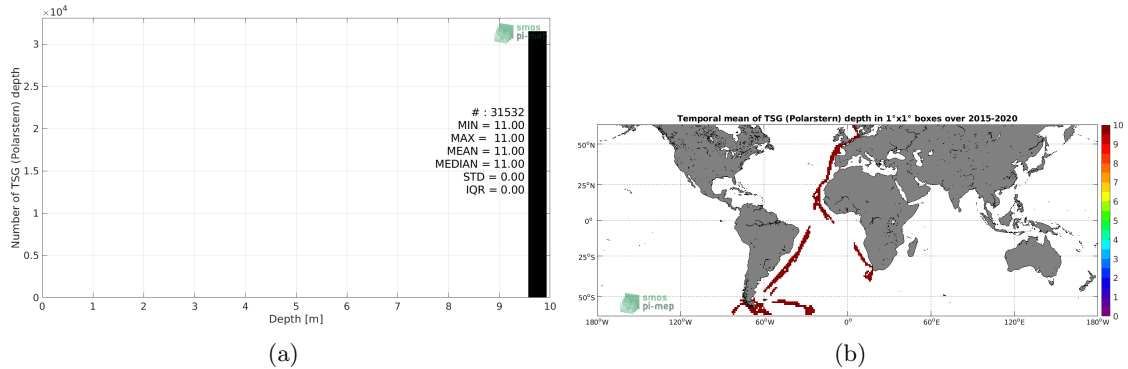 ×10⁴
3
2.5
2
1.5
1
0.5
0
Number of TSG (Polarstern) depth
smos
pi-mep
# : 31532
MIN = 11.00
MAX = 11.00
MEAN = 11.00
MEDIAN = 11.00
STD = 0.00
IQR = 0.00
0 1 2 3 4 5 6 7 8 9 10
Depth [m]
(a)
Temporal mean of TSG (Polarstern) depth in 1°x1° boxes over 2015-2020
50°N
25°N
0°
25°S
50°S
smos
pi-mep
180°W 120°W 60°W 0° 60°E 120°E 180°W
10
9
8
7
6
5
4
3
2
1
0
(b)